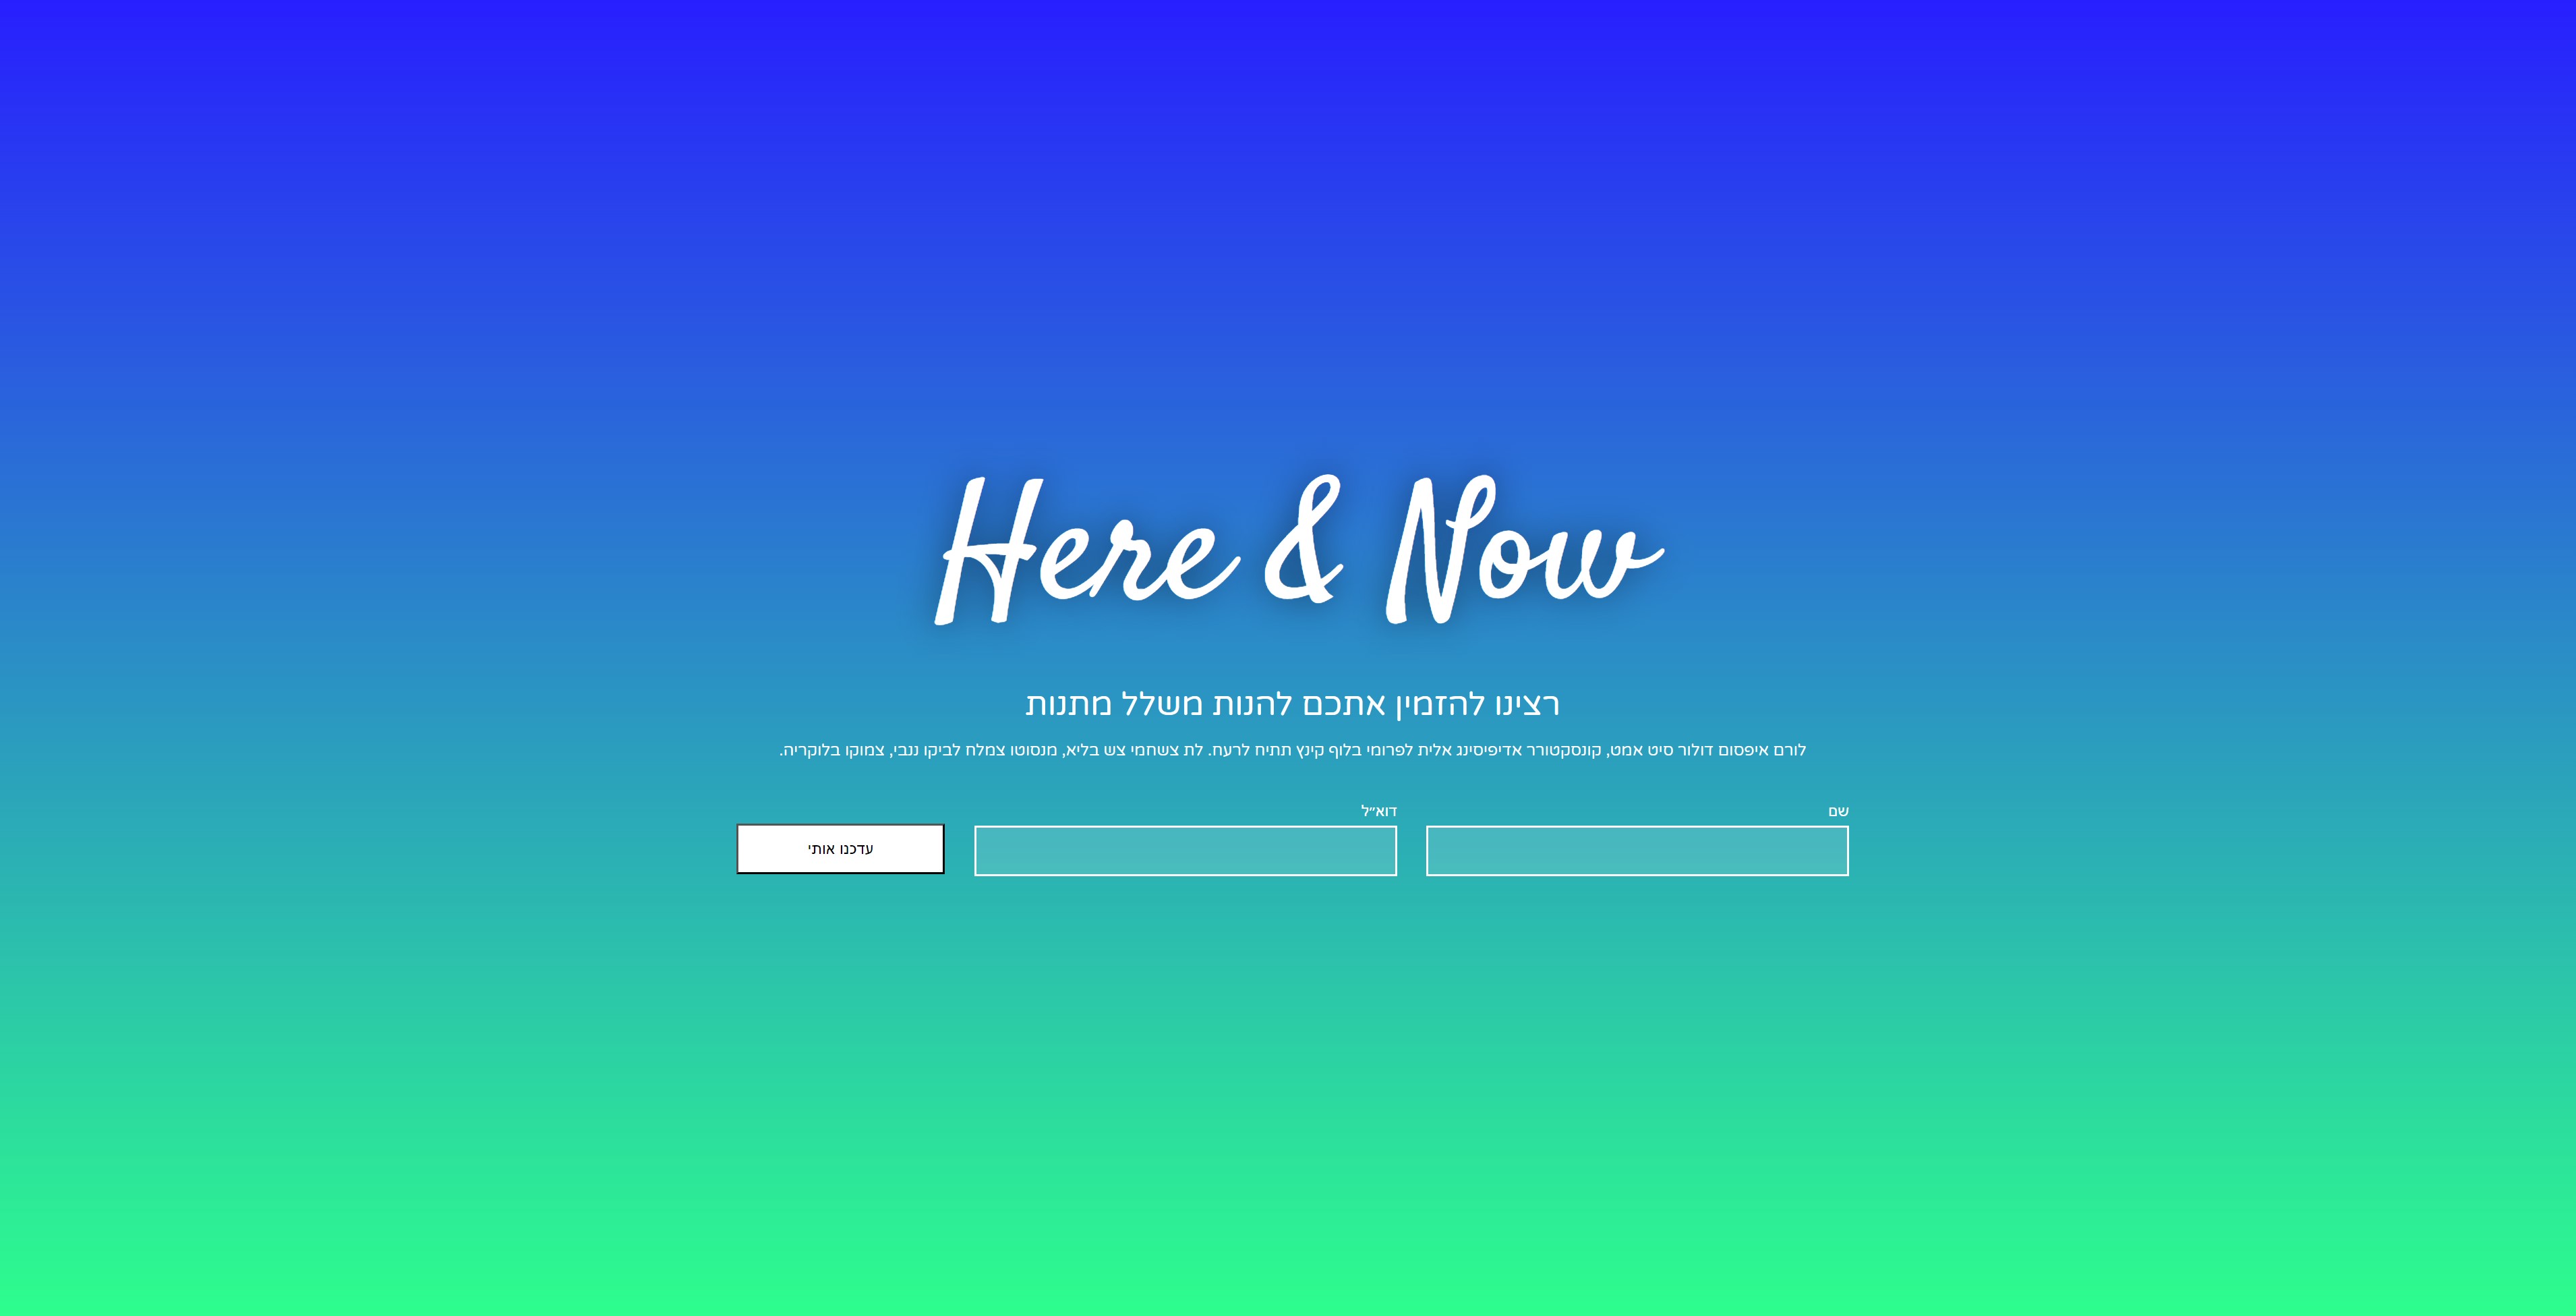 Here & Now
רצינו להזמין אתכם להנות משלל מתנות
לורם איפסום דולור סיט אמט, קונסקטורר אדיפיסינג אלית לפרומי בלוף קינץ תתיח לרעח. לת צשחמי צש בליא, מנסוטו צמלח לביקו ננבי, צמוקו בלוקריה.
שם
דוא״ל
עדכנו אותי